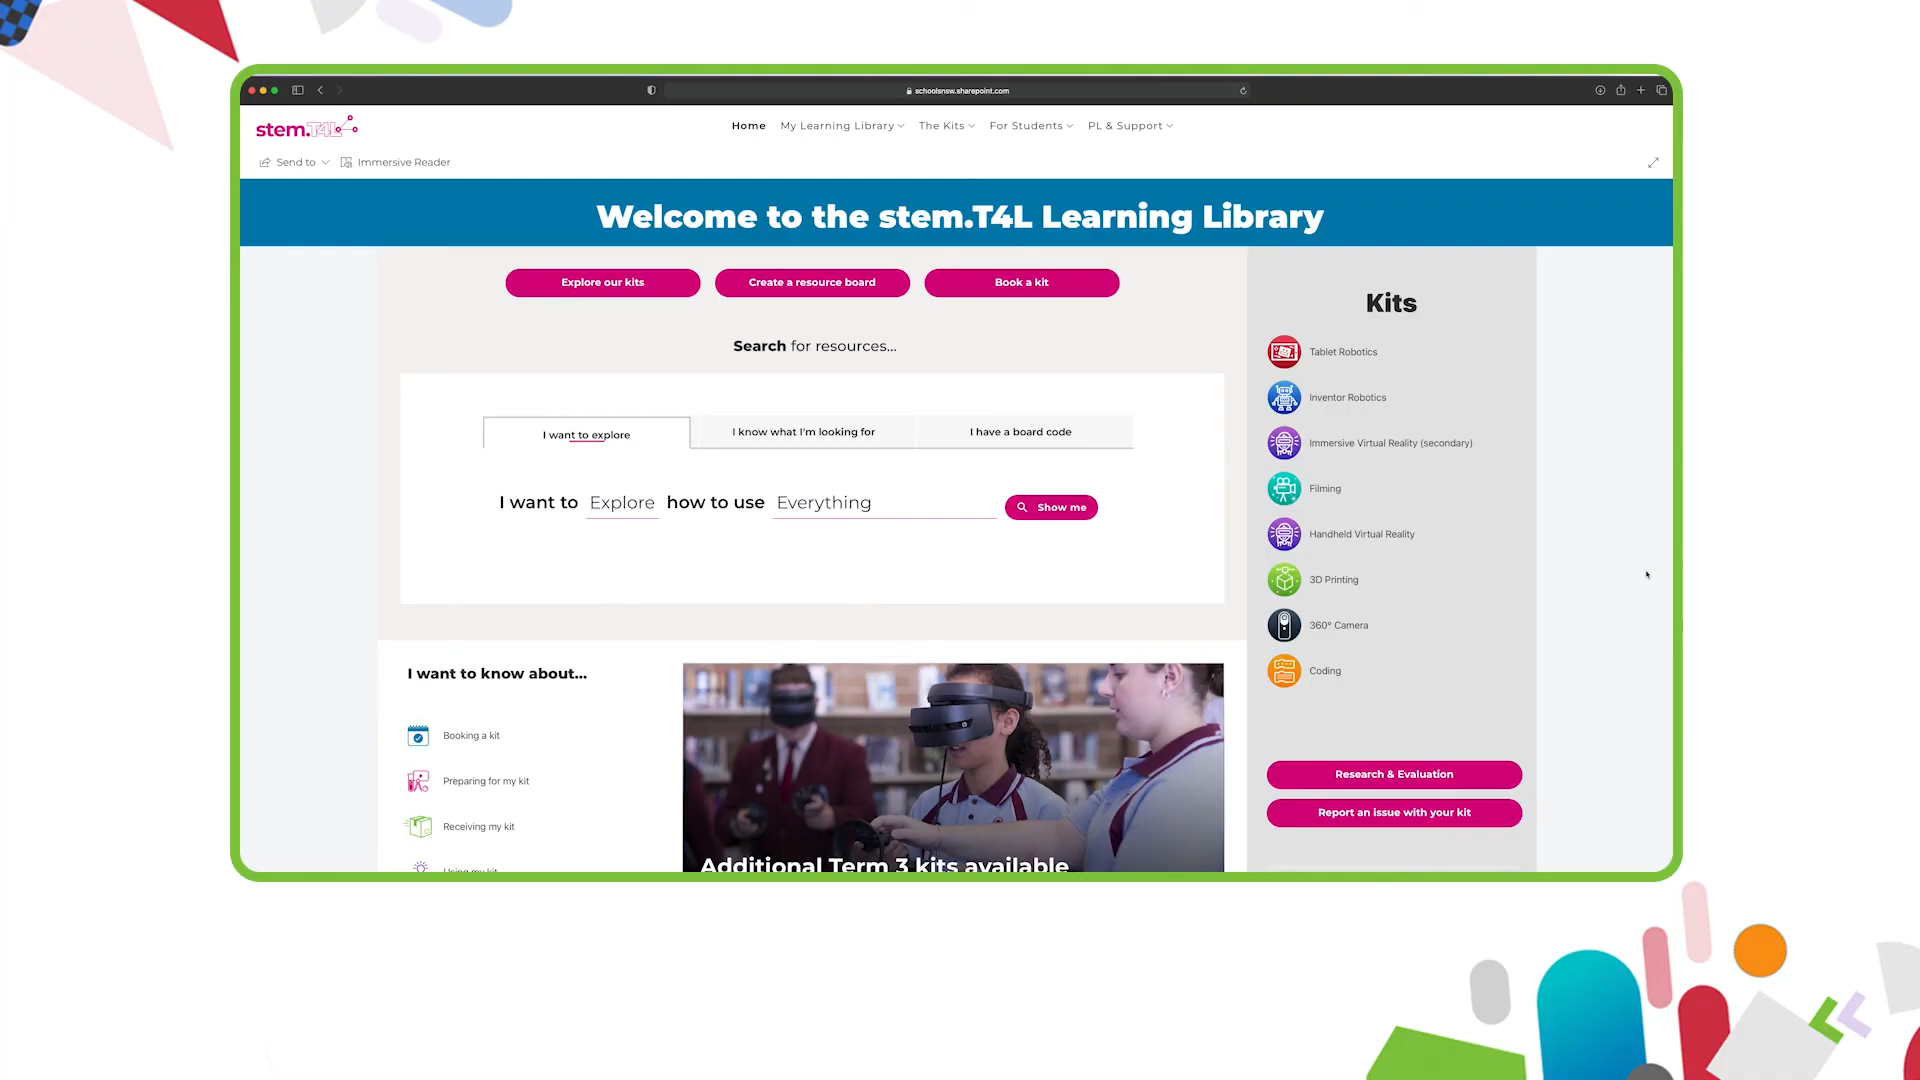 schoolsnsw.sharepoint.com
stem.T4L
Home My Learning Library The Kits For Students PL & Support
Send to Immersive Reader
Welcome to the stem.T4L Learning Library
Explore our kits Create a resource board Book a kit
Search for resources...
I want to explore I know what I'm looking for I have a board code
I want to Explore how to use Everything Show me
I want to know about...
Booking a kit
Preparing for my kit
Receiving my kit
Using my kit
Additional Term 3 kits available
Kits
Tablet Robotics
Inventor Robotics
Immersive Virtual Reality (secondary)
Filming
Handheld Virtual Reality
3D Printing
360° Camera
Coding
Research & Evaluation
Report an issue with your kit